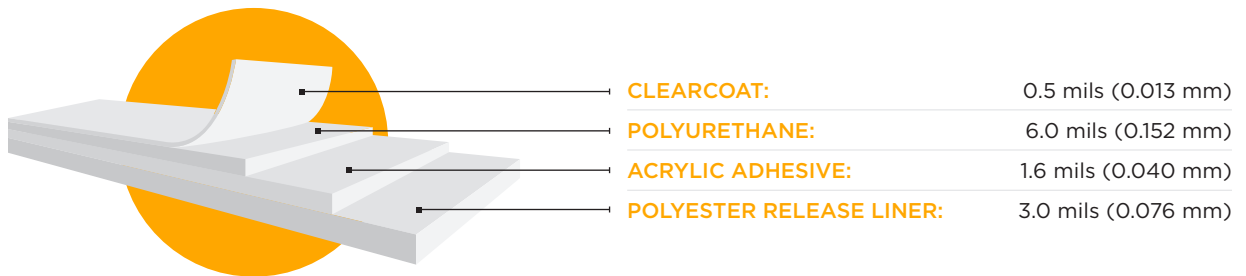 CLEARCOAT: 0.5 mils (0.013 mm)
POLYURETHANE: 6.0 mils (0.152 mm)
ACRYLIC ADHESIVE: 1.6 mils (0.040 mm)
POLYESTER RELEASE LINER: 3.0 mils (0.076 mm)